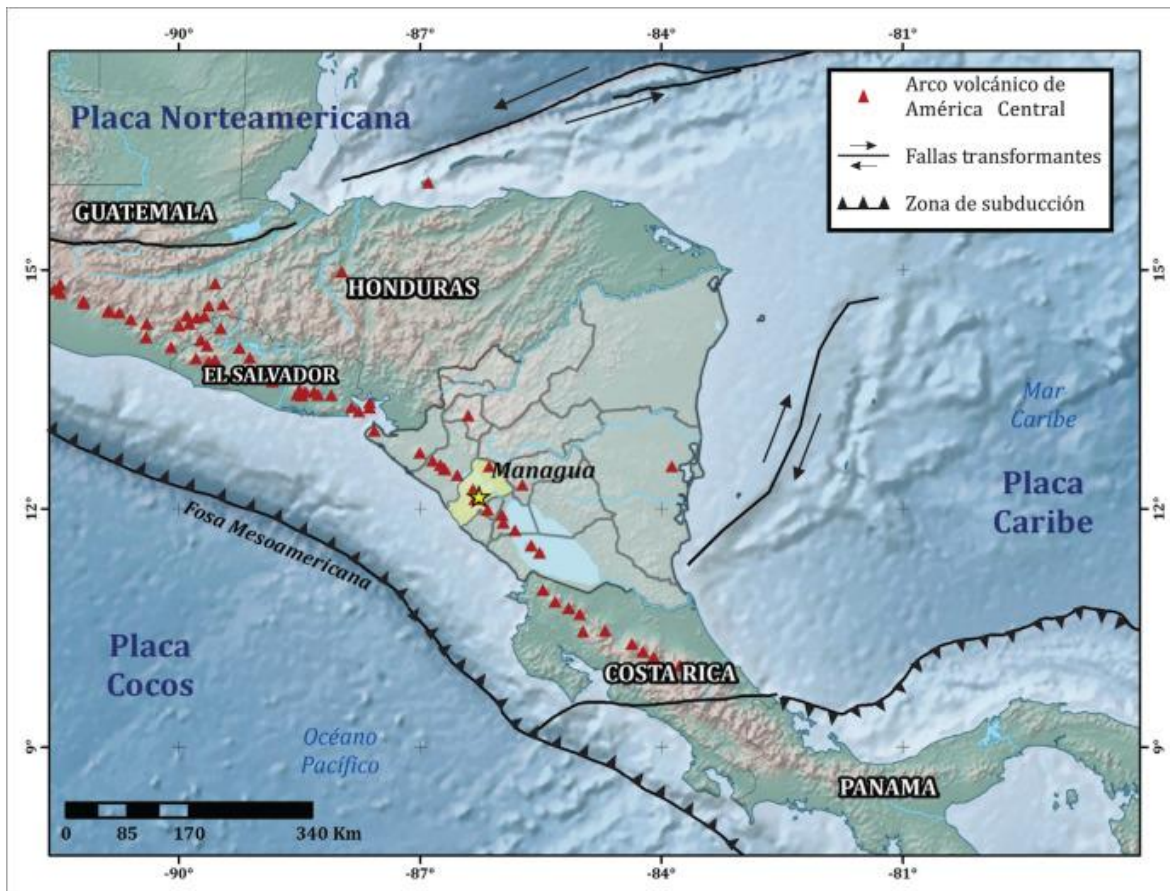 -90°
-87°
-84°
-81°
Placa Norteamericana
Arco volcánico de
América Central
Fallas transformantes
Zona de subducción
GUATEMALA
15°
15°
HONDURAS
EL SALVADOR
Mar
Caribe
Managua
Placa
Caribe
12°
12°
Fosa Mesoamericana
Placa
Cocos
COSTA RICA
Océano
Pacífico
9°
9°
PANAMA
0 85 170 340 Km
-90°
-87°
-84°
-81°